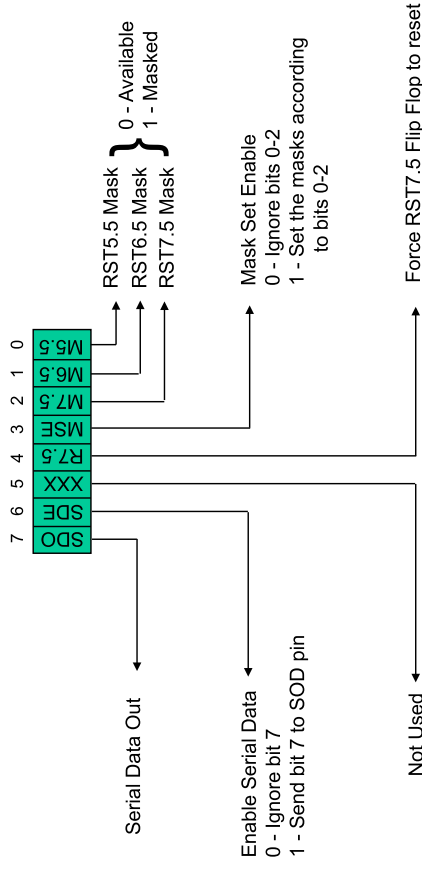 7 6 5 4 3 2 1 0
SDO SDE XXX R7.5 MSE M7.5 M6.5 M5.5
RST5.5 Mask
RST6.5 Mask
RST7.5 Mask
0 - Available
1 - Masked
Serial Data Out
Mask Set Enable
0 - Ignore bits 0-2
1 - Set the masks according
to bits 0-2
Enable Serial Data
0 - Ignore bit 7
1 - Send bit 7 to SOD pin
Force RST7.5 Flip Flop to reset
Not Used